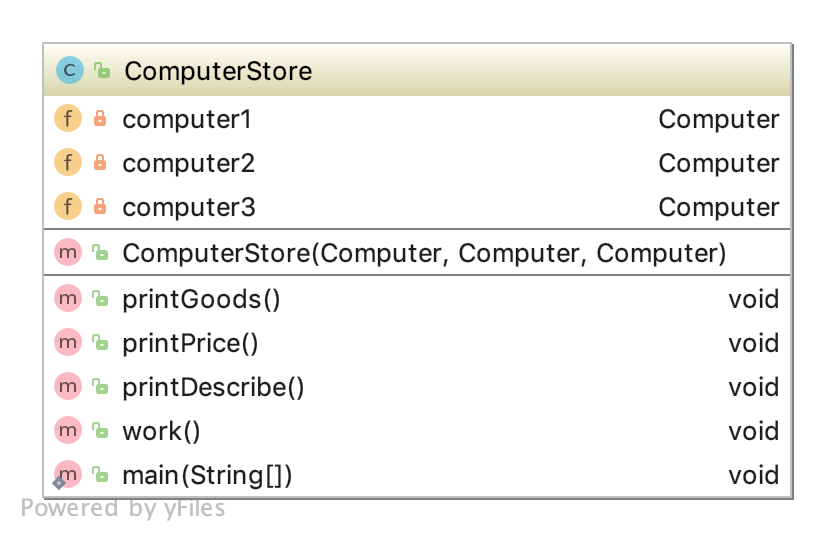 C ComputerStore
f computer1 Computer
f computer2 Computer
f computer3 Computer
m ComputerStore(Computer, Computer, Computer)
m printGoods() void
m printPrice() void
m printDescribe() void
m work() void
m main(String[]) void
Powered by yFiles